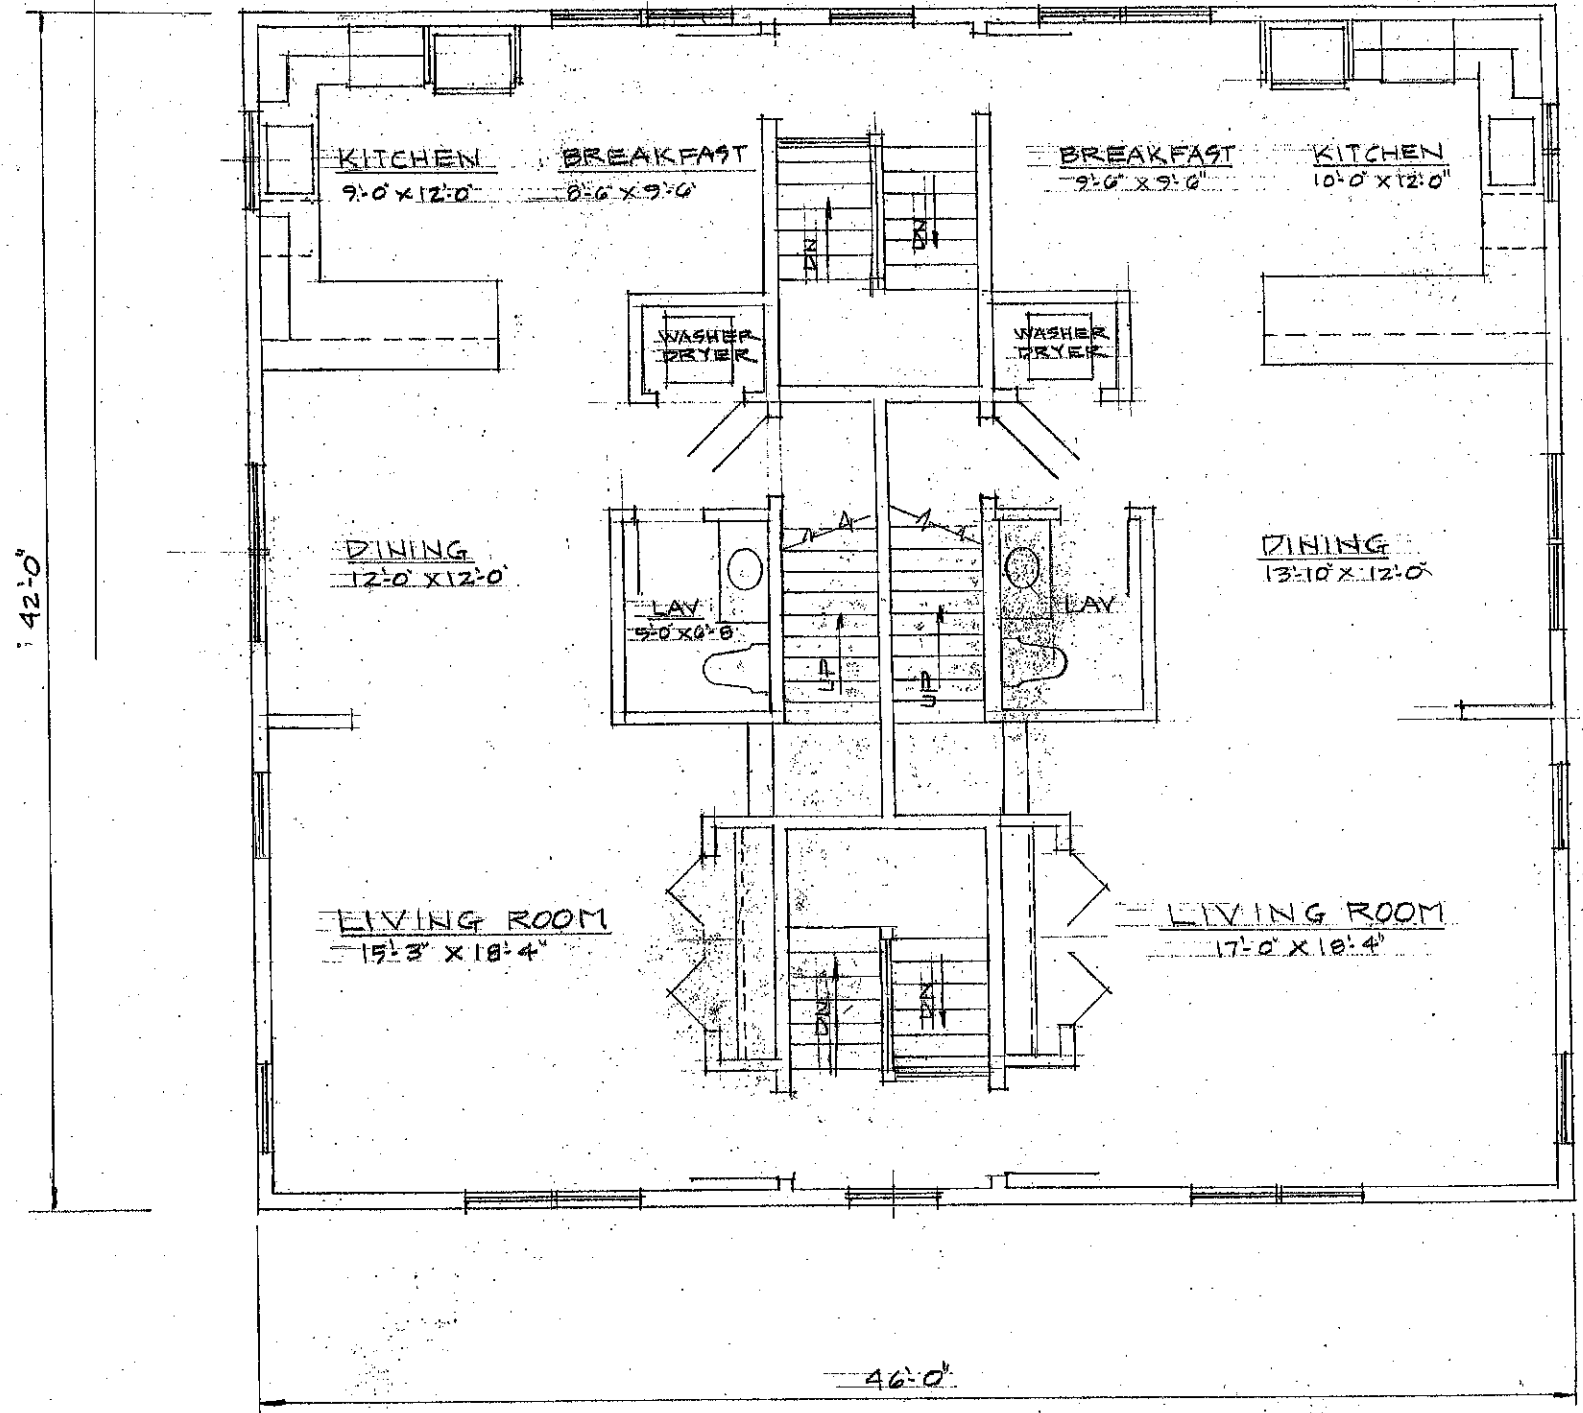 KITCHEN
9'-0" x 12'-0"
BREAKFAST
8'-6" x 9'-6"
BREAKFAST
9'-6" x 9'-6"
KITCHEN
10'-0" x 12'-0"
DN
DN
WASHER
DRYER
WASHER
DRYER
42'-0"
DINING
12'-0" x 12'-0"
DINING
13'-10" x 12'-0"
LAV
5'-0" x 6'-8"
LAV
UP
UP
LIVING ROOM
15'-3" x 18'-4"
LIVING ROOM
17'-0" x 18'-4"
DN
DN
46'-0"